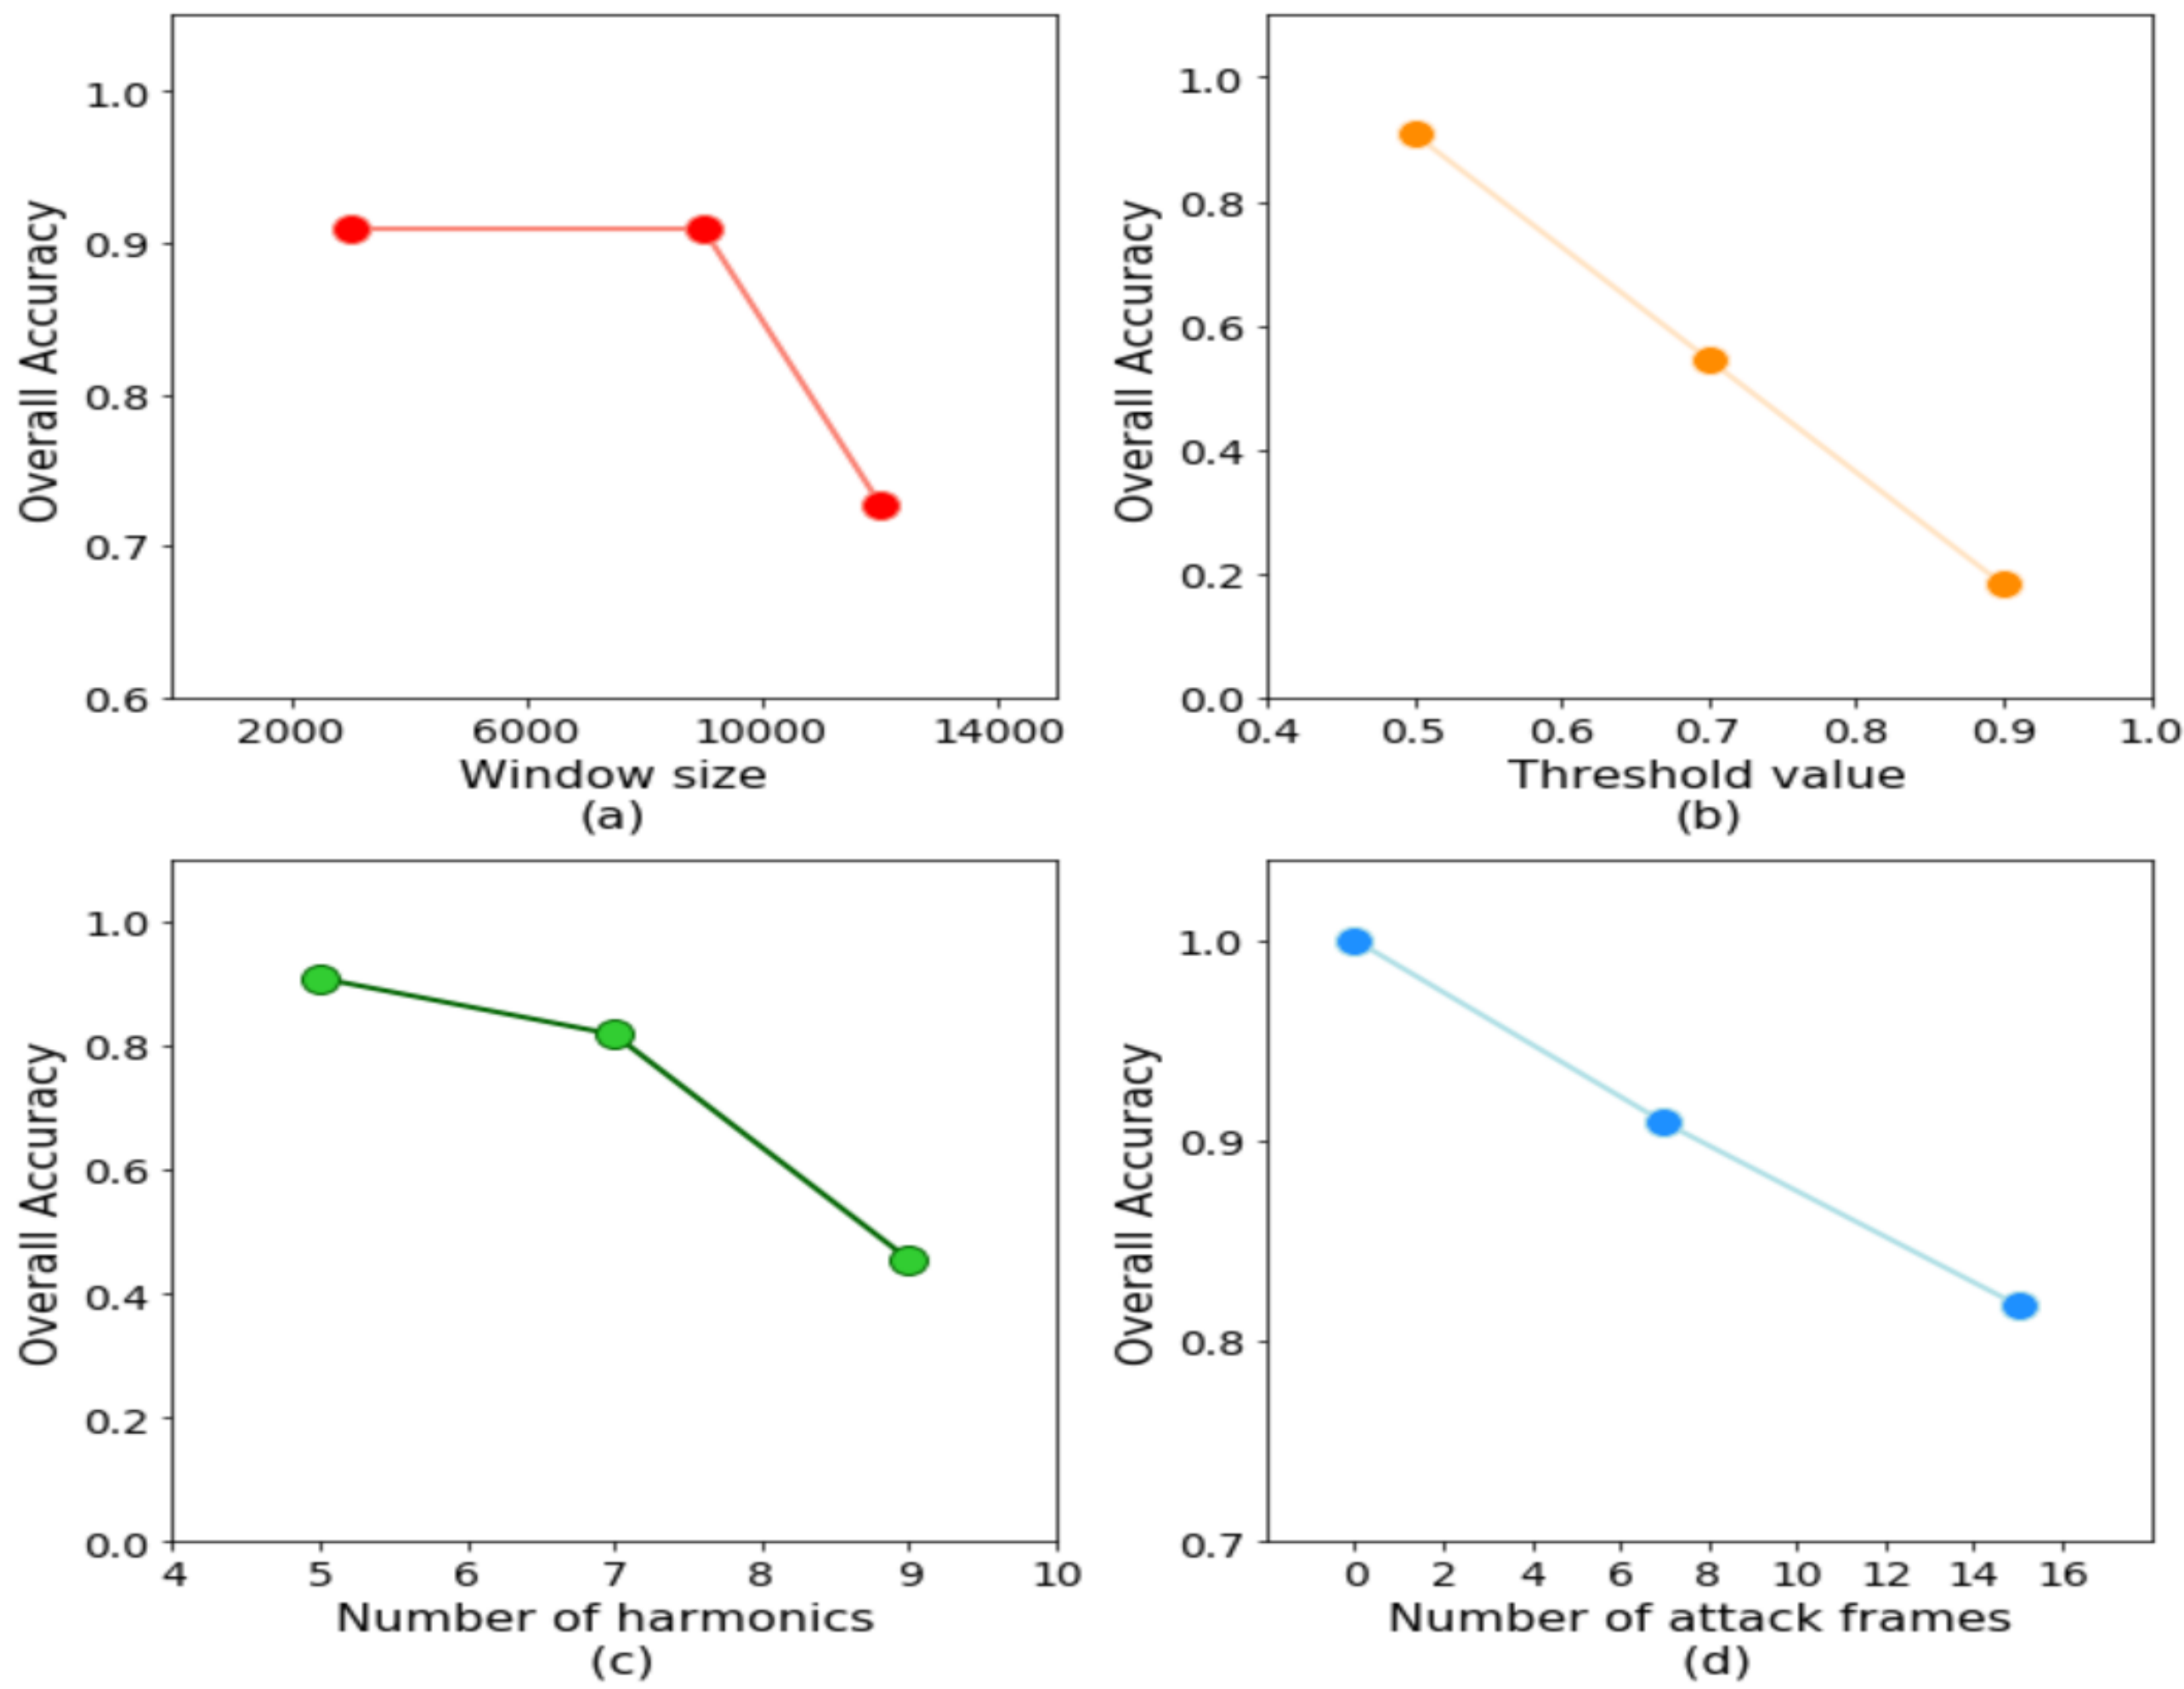 Overall Accuracy
1.0
0.9
0.8
0.7
0.6
2000 6000 10000 14000
Window size
(a)
Overall Accuracy
1.0
0.8
0.6
0.4
0.2
0.0
0.4 0.5 0.6 0.7 0.8 0.9 1.0
Threshold value
(b)
Overall Accuracy
1.0
0.8
0.6
0.4
0.2
0.0
4 5 6 7 8 9 10
Number of harmonics
(c)
Overall Accuracy
1.0
0.9
0.8
0.7
0 2 4 6 8 10 12 14 16
Number of attack frames
(d)